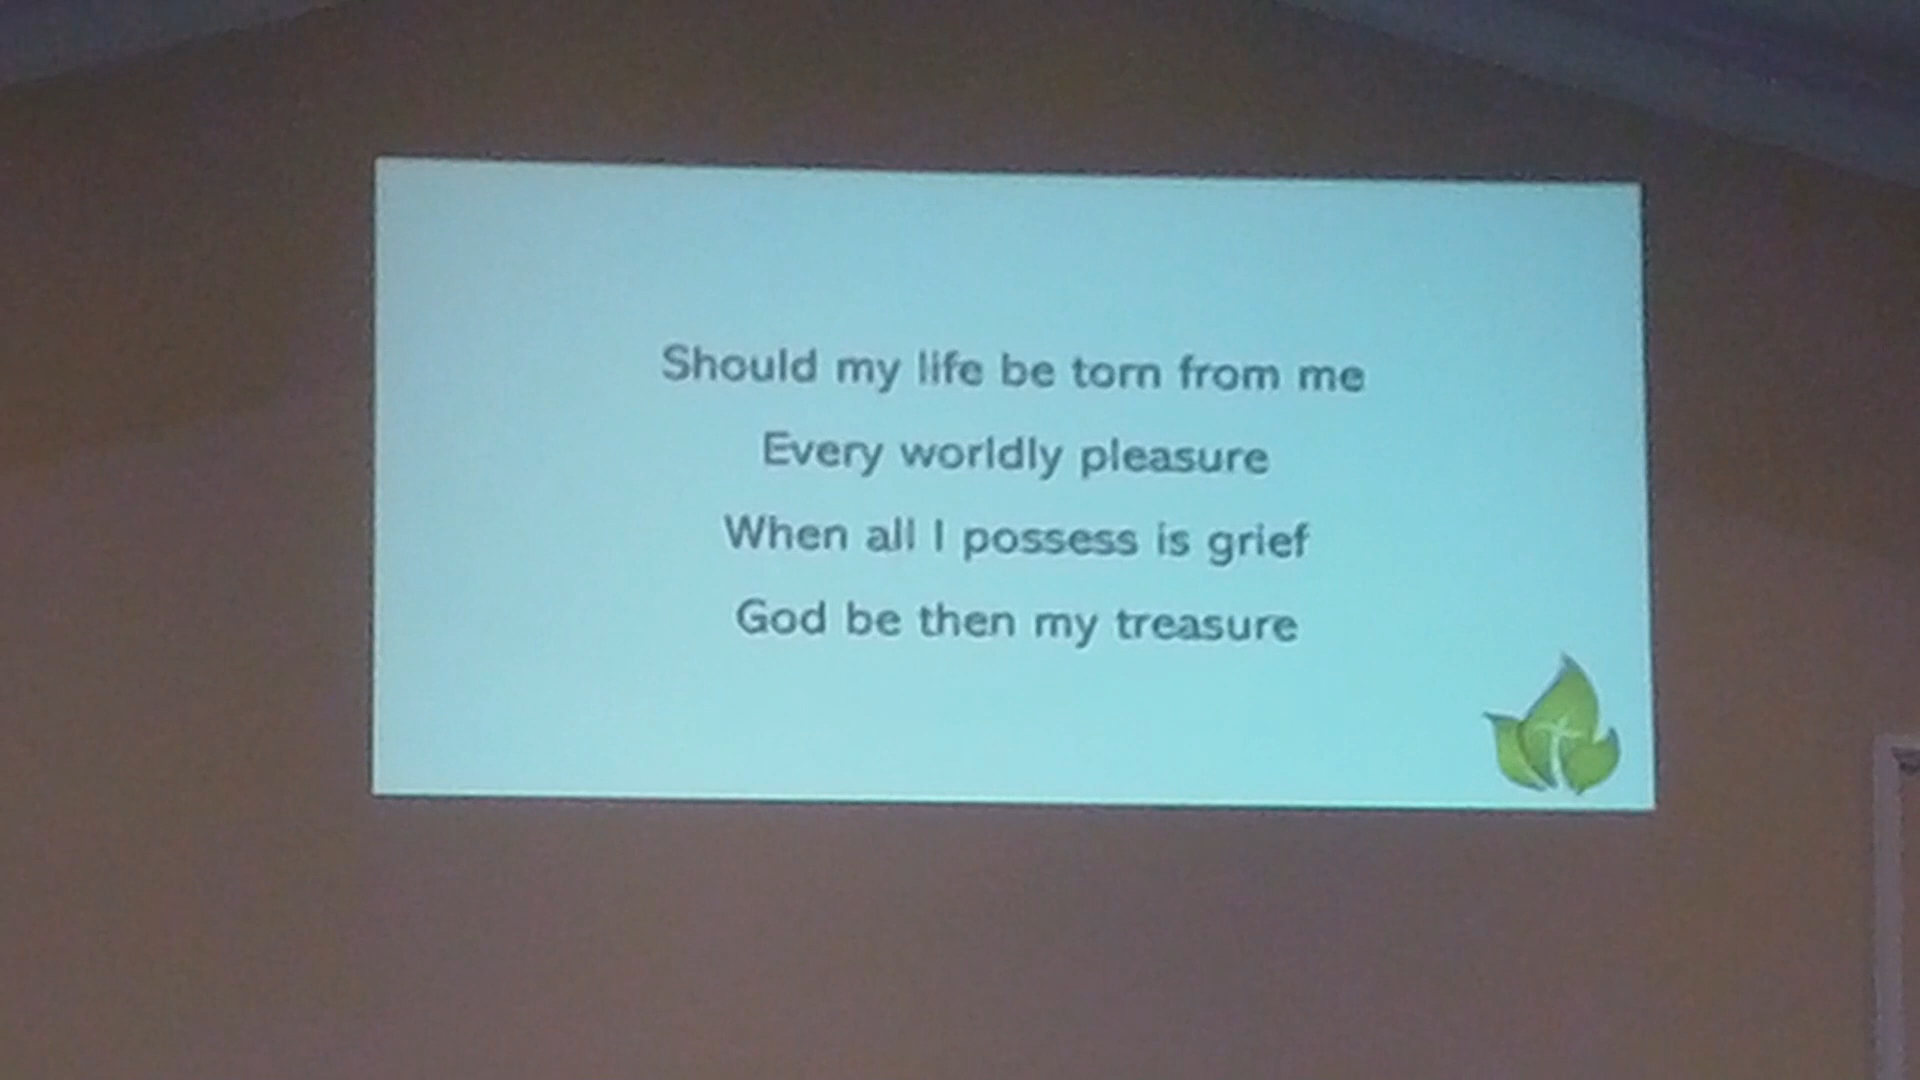 Should my life be torn from me
Every worldly pleasure
When all I possess is grief
God be then my treasure